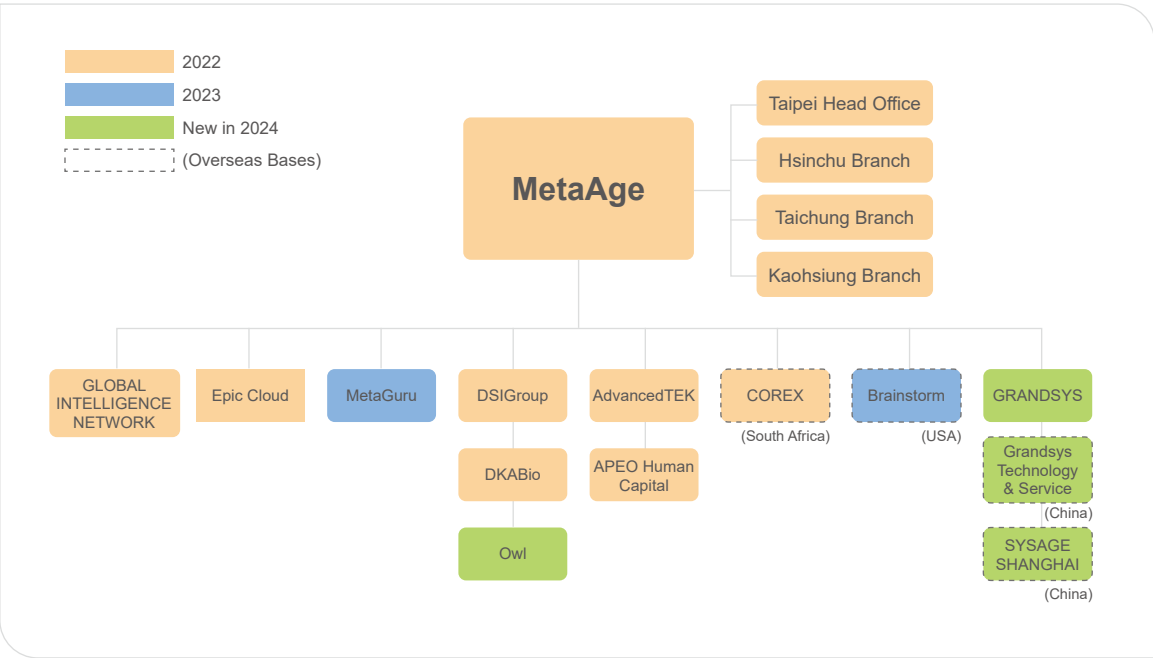 2022
2023
New in 2024
(Overseas Bases)
MetaAge
Taipei Head Office
Hsinchu Branch
Taichung Branch
Kaohsiung Branch
GLOBAL
INTELLIGENCE
NETWORK
Epic Cloud
MetaGuru
DSIGroup
DKABio
Owl
AdvancedTEK
APEO Human
Capital
COREX
(South Africa)
Brainstorm
(USA)
GRANDSYS
Grandsys
Technology
& Service
(China)
SYSAGE
SHANGHAI
(China)